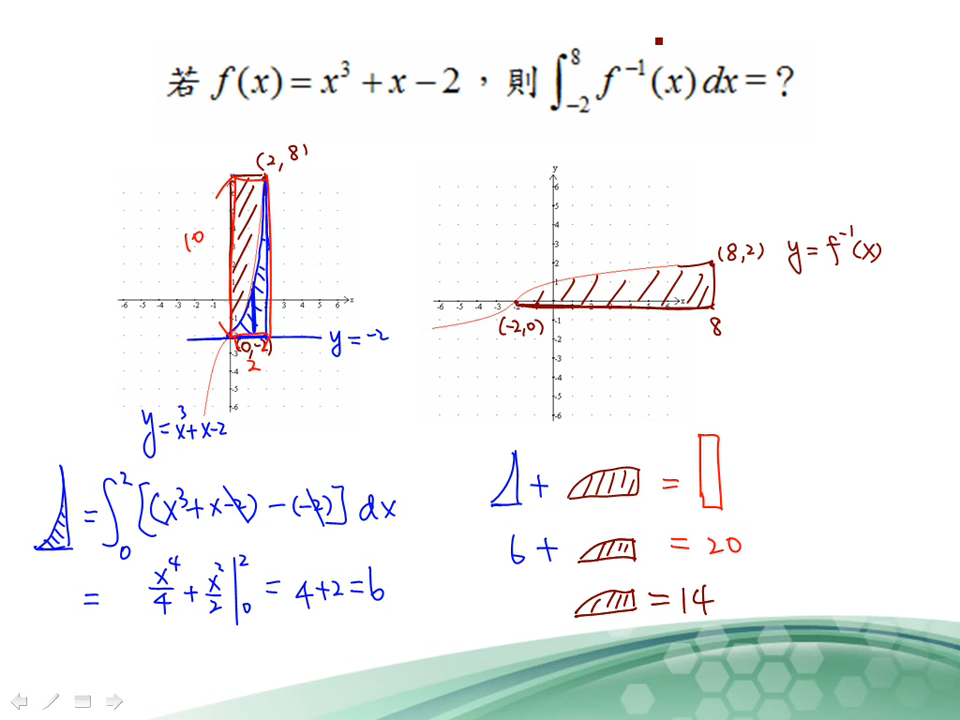 若 f(x) = x³ + x − 2，則 ∫₋₂⁸ f⁻¹(x) dx = ?
(2, 8)
10
(0,-2)
2
y = -2
y = x³+x-2
y
(8,2)
y = f⁻¹(x)
x
(-2,0)
8
= ∫₀² [(x³+x-2) - (-2)] dx
= x⁴/4 + x²/2 |₀² = 4+2 = 6
+ =
6 + = 20
= 14